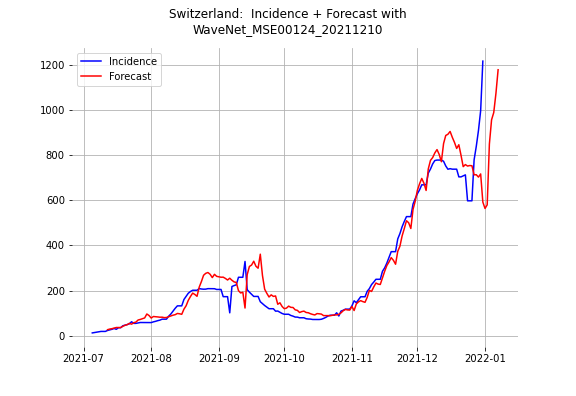 Switzerland:  Incidence + Forecast with
WaveNet_MSE00124_20211210
Incidence
Forecast
1200
1000
800
600
400
200
0
2021-07 2021-08 2021-09 2021-10 2021-11 2021-12 2022-01